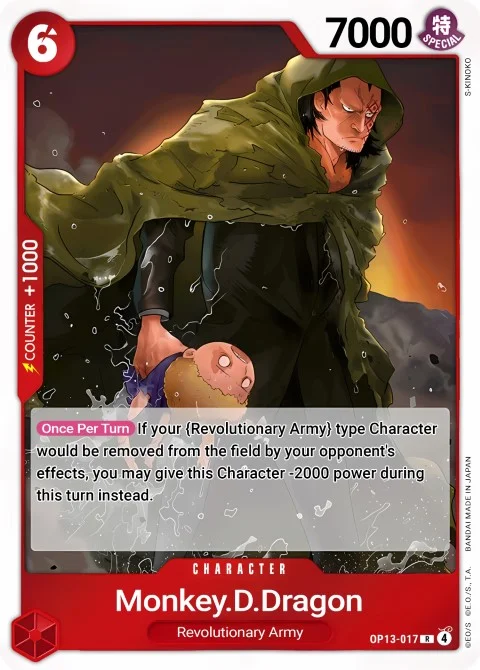 6
7000
特
SPECIAL
S-KINOKO
COUNTER +1000
Once Per Turn If your {Revolutionary Army} type Character
would be removed from the field by your opponent's
effects, you may give this Character -2000 power during
this turn instead.
CHARACTER
Monkey.D.Dragon
Revolutionary Army
OP13-017 R 4
©EO/S ©E.O./S., T.A. BANDAI MADE IN JAPAN